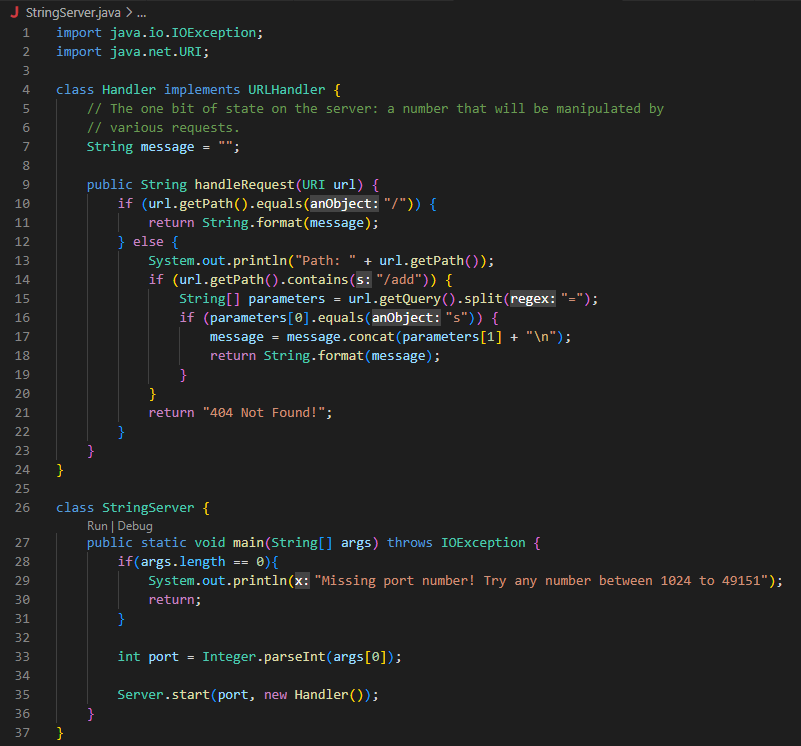 J StringServer.java > ...
1 import java.io.IOException;
2 import java.net.URI;
3
4 class Handler implements URLHandler {
5     // The one bit of state on the server: a number that will be manipulated by
6     // various requests.
7     String message = "";
8
9     public String handleRequest(URI url) {
10         if (url.getPath().equals(anObject: "/")) {
11             return String.format(message);
12         } else {
13             System.out.println("Path: " + url.getPath());
14             if (url.getPath().contains(s: "/add")) {
15                 String[] parameters = url.getQuery().split(regex: "=");
16                 if (parameters[0].equals(anObject: "s")) {
17                     message = message.concat(parameters[1] + "\n");
18                     return String.format(message);
19                 }
20             }
21             return "404 Not Found!";
22         }
23     }
24 }
25
26 class StringServer {
Run | Debug
27     public static void main(String[] args) throws IOException {
28         if(args.length == 0){
29             System.out.println(x: "Missing port number! Try any number between 1024 to 49151");
30             return;
31         }
32
33         int port = Integer.parseInt(args[0]);
34
35         Server.start(port, new Handler());
36     }
37 }